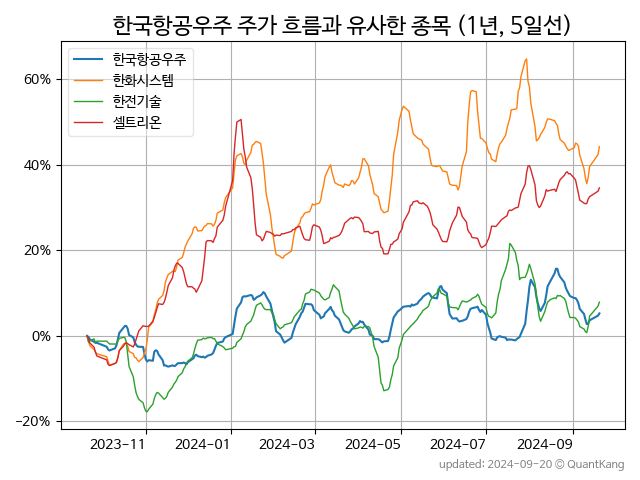 한국항공우주 주가 흐름과 유사한 종목 (1년, 5일선)
한국항공우주
한화시스템
한전기술
셀트리온
60%
40%
20%
0%
−20%
2023-11 2024-01 2024-03 2024-05 2024-07 2024-09
updated: 2024-09-20 © QuantKang